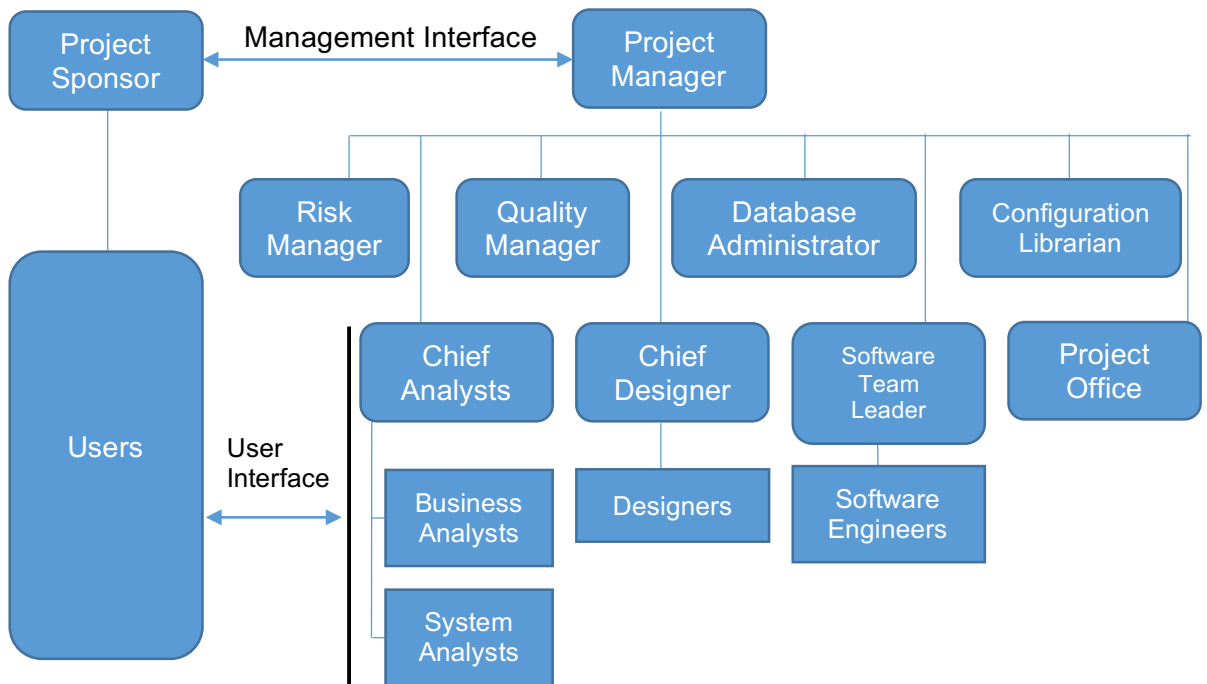 Project
Sponsor
Management Interface
Project
Manager
Risk
Manager
Quality
Manager
Database
Administrator
Configuration
Librarian
Users
User
Interface
Chief
Analysts
Chief
Designer
Software
Team
Leader
Project
Office
Business
Analysts
Designers
Software
Engineers
System
Analysts